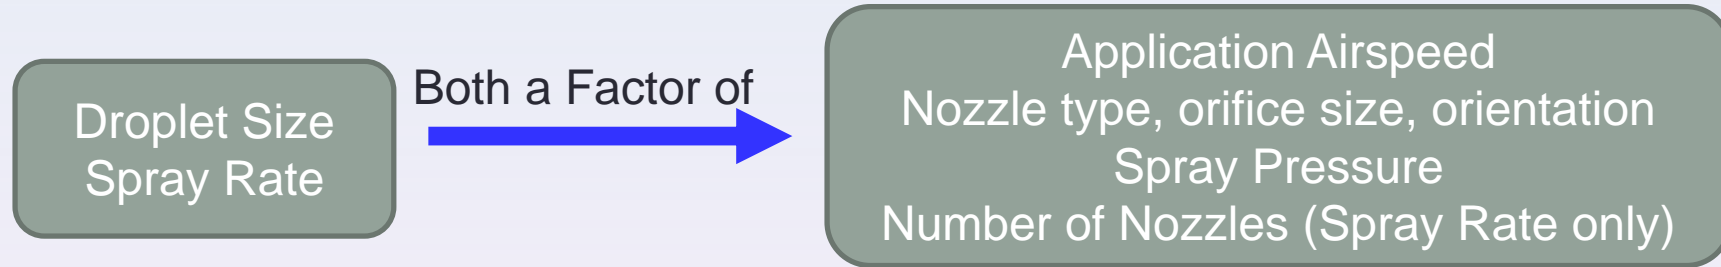 Droplet Size
Spray Rate
Both a Factor of
Application Airspeed
Nozzle type, orifice size, orientation
Spray Pressure
Number of Nozzles (Spray Rate only)